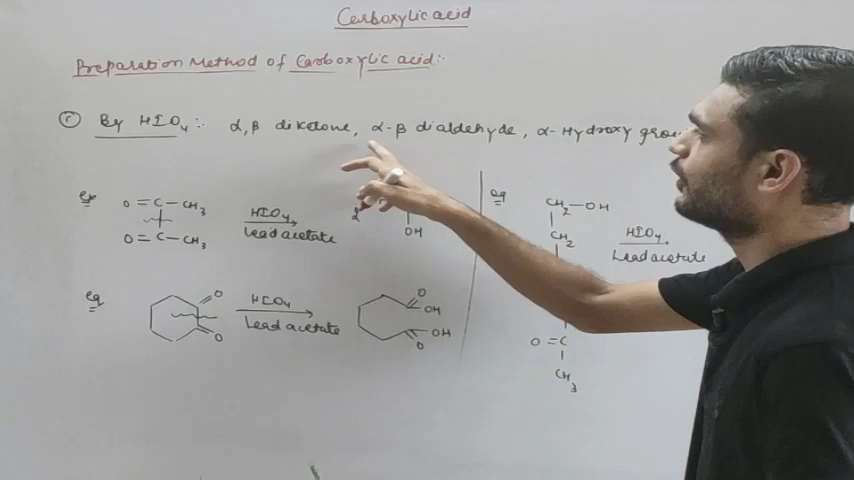 Carboxylic acid
Preparation Method of Carboxylic acid:-
By HIO4:- α,β diketone, α-β dialdehyde, α-Hydroxy
eg
O=C-CH3
O=C-CH3
HIO4
Lead acetate
OH
eg
O
O
HIO4
Lead acetate
O
OH
OH
O
eg
CH2-OH
CH2
HIO4
Lead acetate
O=C
CH3